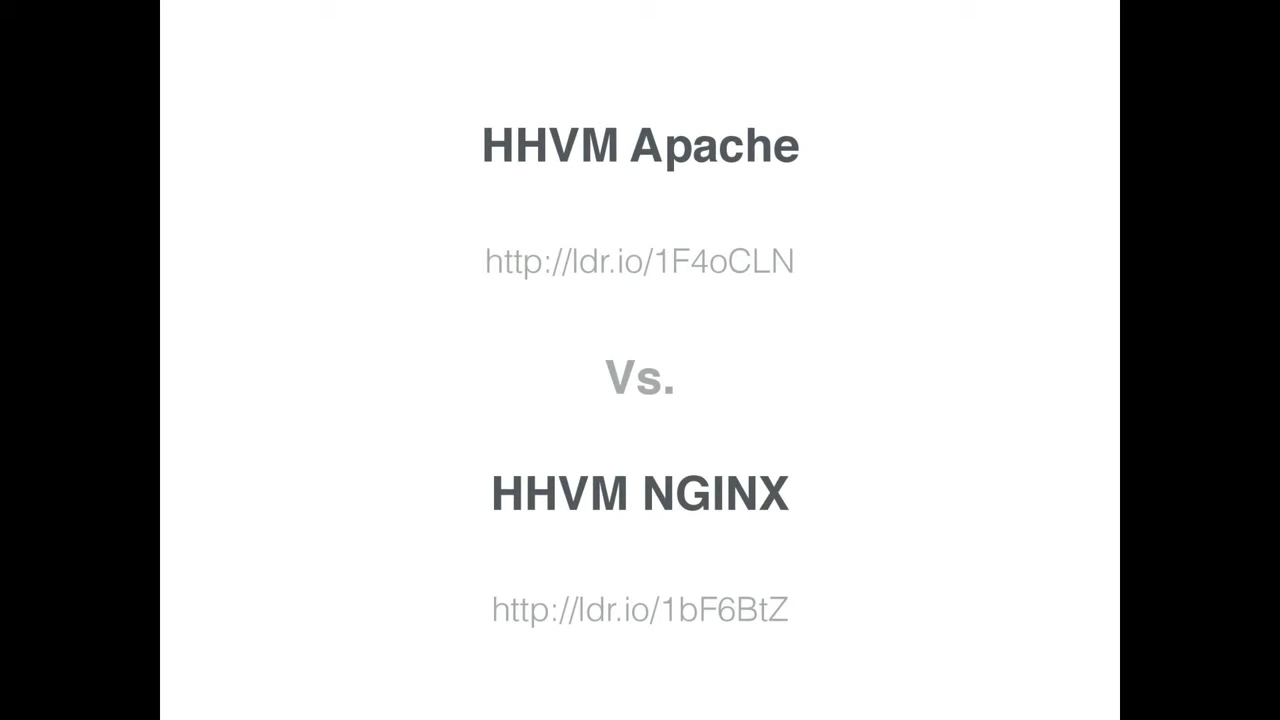 HHVM Apache
http://ldr.io/1F4oCLN
Vs.
HHVM NGINX
http://ldr.io/1bF6BtZ